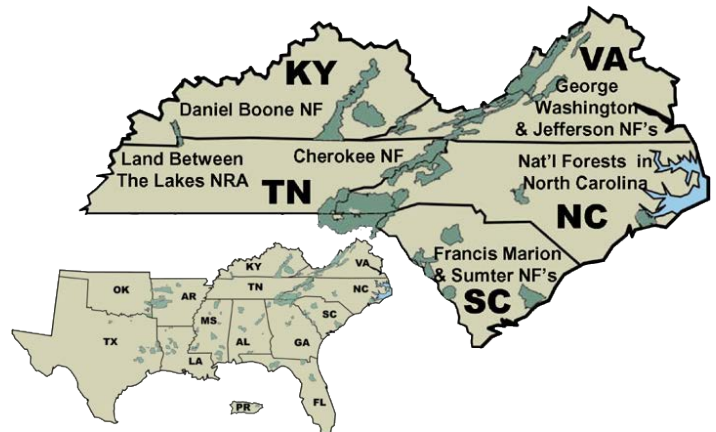 KY
VA
Daniel Boone NF
George
Washington
& Jefferson NF's
Land Between
The Lakes NRA
Cherokee NF
Nat'l Forests in
North Carolina
TN
NC
Francis Marion
& Sumter NF's
SC
KY
VA
OK
AR
TN
NC
MS
SC
TX
AL
GA
LA
FL
PR